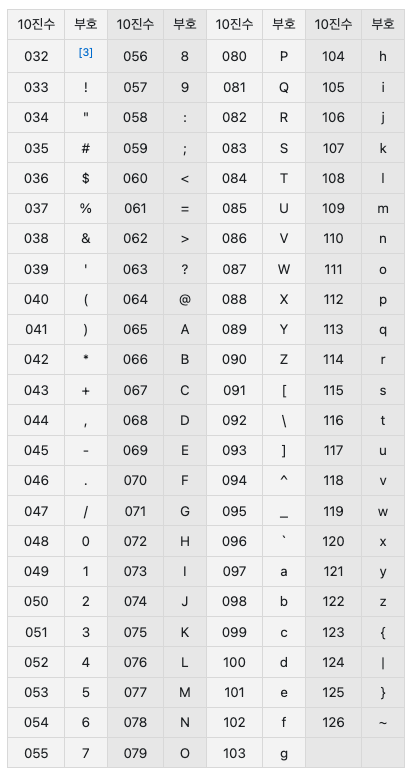 10진수 부호 10진수 부호 10진수 부호 10진수 부호
032 [3] 056 8 080 P 104 h
033 ! 057 9 081 Q 105 i
034 " 058 : 082 R 106 j
035 # 059 ; 083 S 107 k
036 $ 060 < 084 T 108 l
037 % 061 = 085 U 109 m
038 & 062 > 086 V 110 n
039 ' 063 ? 087 W 111 o
040 ( 064 @ 088 X 112 p
041 ) 065 A 089 Y 113 q
042 * 066 B 090 Z 114 r
043 + 067 C 091 [ 115 s
044 , 068 D 092 \ 116 t
045 - 069 E 093 ] 117 u
046 . 070 F 094 ^ 118 v
047 / 071 G 095 _ 119 w
048 0 072 H 096 ` 120 x
049 1 073 I 097 a 121 y
050 2 074 J 098 b 122 z
051 3 075 K 099 c 123 {
052 4 076 L 100 d 124 |
053 5 077 M 101 e 125 }
054 6 078 N 102 f 126 ~
055 7 079 O 103 g